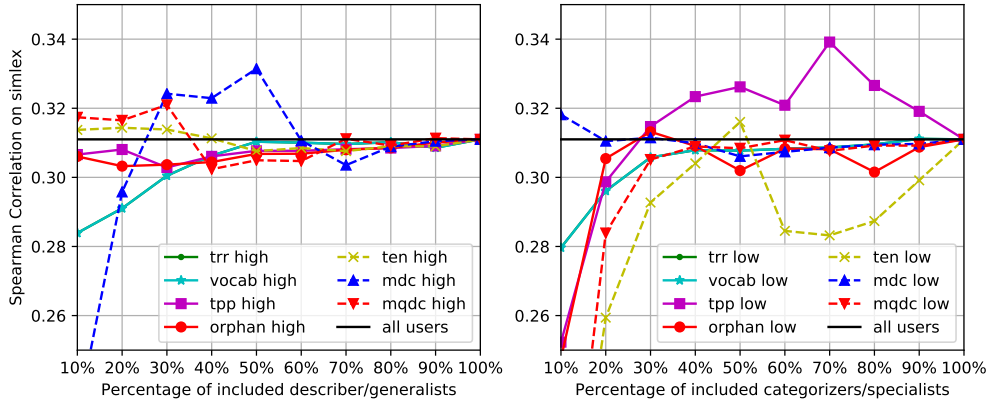 Spearman Correlation on simlex
0.34
0.32
0.30
0.28
0.26
trr high
vocab high
tpp high
orphan high
ten high
mdc high
mqdc high
all users
10% 20% 30% 40% 50% 60% 70% 80% 90% 100%
Percentage of included describer/generalists
0.34
0.32
0.30
0.28
0.26
trr low
vocab low
tpp low
orphan low
ten low
mdc low
mqdc low
all users
10% 20% 30% 40% 50% 60% 70% 80% 90% 100%
Percentage of included categorizers/specialists